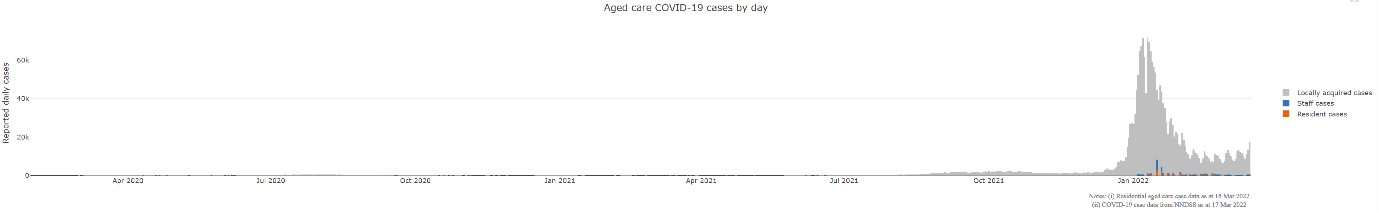 Aged care COVID-19 cases by day
Reported daily cases
60k
40k
20k
0
Apr 2020
Jul 2020
Oct 2020
Jan 2021
Apr 2021
Jul 2021
Oct 2021
Jan 2022
Locally acquired cases
Staff cases
Resident cases
Notes: (i) Residential aged care case data as at 18 Mar 2022
(ii) COVID-19 case data from NNDSS as at 17 Mar 2022